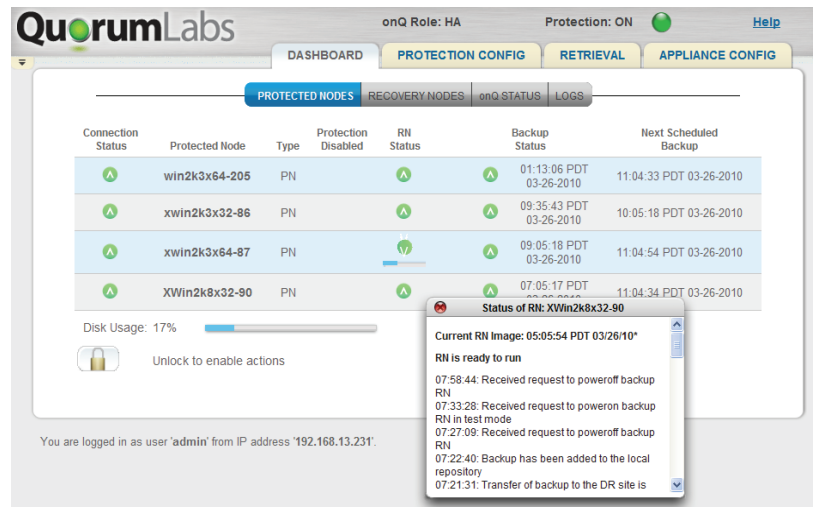 QuorumLabs
onQ Role: HA
Protection: ON
Help
DASHBOARD
PROTECTION CONFIG
RETRIEVAL
APPLIANCE CONFIG
PROTECTED NODES
RECOVERY NODES
onQ STATUS
LOGS
Connection Status
Protected Node
Type
Protection Disabled
RN Status
Backup Status
Next Scheduled Backup
win2k3x64-205 PN 01:13:06 PDT 03-26-2010 11:04:33 PDT 03-26-2010
xwin2k3x32-86 PN 09:35:43 PDT 03-26-2010 10:05:18 PDT 03-26-2010
xwin2k3x64-87 PN 09:05:18 PDT 03-26-2010 11:04:54 PDT 03-26-2010
XWin2k8x32-90 PN 07:05:17 PDT 11:04:34 PDT 03-26-2010
Disk Usage: 17%
Unlock to enable actions
Status of RN: XWin2k8x32-90
Current RN Image: 05:05:54 PDT 03/26/10*
RN is ready to run
07:58:44: Received request to poweroff backup
RN
07:33:28: Received request to poweron backup
RN in test mode
07:27:09: Received request to poweroff backup
RN
07:22:40: Backup has been added to the local
repository
07:21:31: Transfer of backup to the DR site is
You are logged in as user 'admin' from IP address '192.168.13.231'.